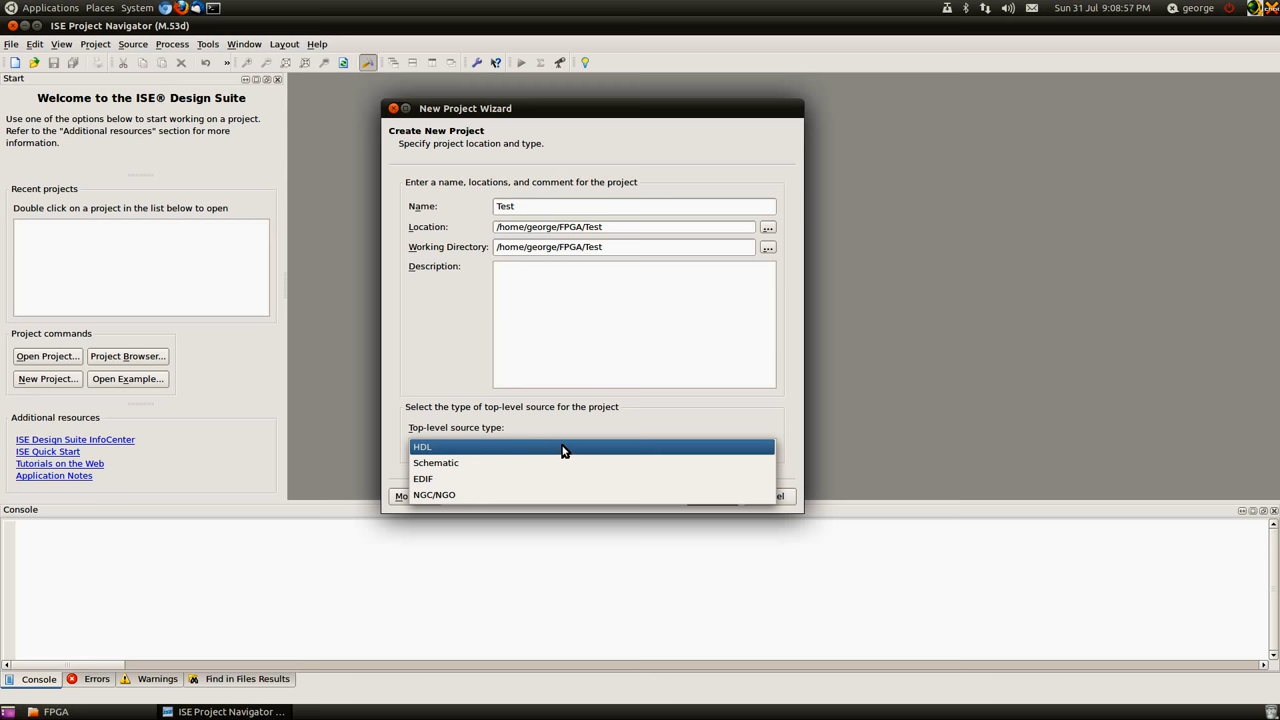 Applications Places System
Sun 31 Jul 9:08:57 PM
george
ISE Project Navigator (M.53d)
File Edit View Project Source Process Tools Window Layout Help
Start
Welcome to the ISE® Design Suite
Use one of the options below to start working on a project.
Refer to the "Additional resources" section for more
information.
Recent projects
Double click on a project in the list below to open
Project commands
Open Project...
Project Browser...
New Project...
Open Example...
Additional resources
ISE Design Suite InfoCenter
ISE Quick Start
Tutorials on the Web
Application Notes
New Project Wizard
Create New Project
Specify project location and type.
Enter a name, locations, and comment for the project
Name: Test
Location: /home/george/FPGA/Test
...
Working Directory: /home/george/FPGA/Test
...
Description:
Select the type of top-level source for the project
Top-level source type:
HDL
Schematic
EDIF
NGC/NGO
Mo
el
Console
Console
Errors
Warnings
Find in Files Results
FPGA
ISE Project Navigator ...